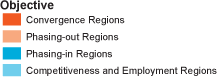 Objective
Convergence Regions
Phasing-out Regions
Phasing-in Regions
Competitiveness and Employment Regions